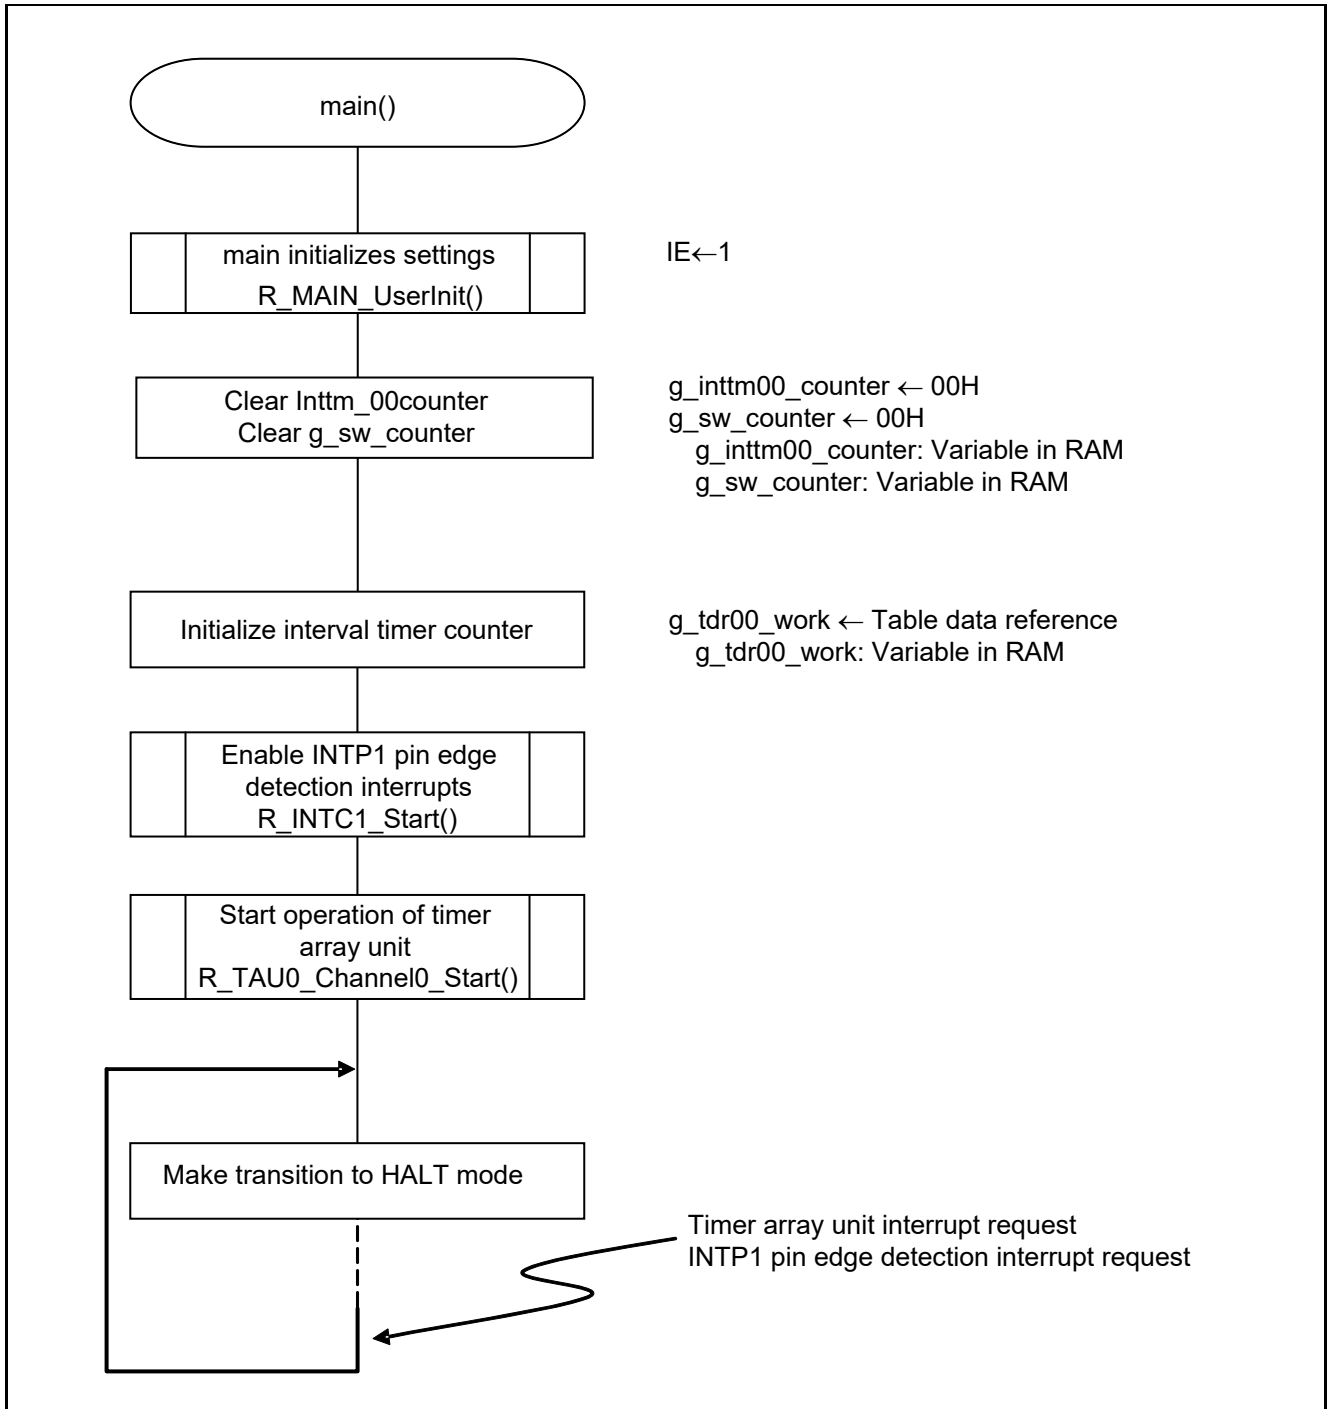 main()
main initializes settings
R_MAIN_UserInit()
IE←1
Clear Inttm_00counter
Clear g_sw_counter
g_inttm00_counter ← 00H
g_sw_counter ← 00H
g_inttm00_counter: Variable in RAM
g_sw_counter: Variable in RAM
Initialize interval timer counter
g_tdr00_work ← Table data reference
g_tdr00_work: Variable in RAM
Enable INTP1 pin edge
detection interrupts
R_INTC1_Start()
Start operation of timer
array unit
R_TAU0_Channel0_Start()
Make transition to HALT mode
Timer array unit interrupt request
INTP1 pin edge detection interrupt request